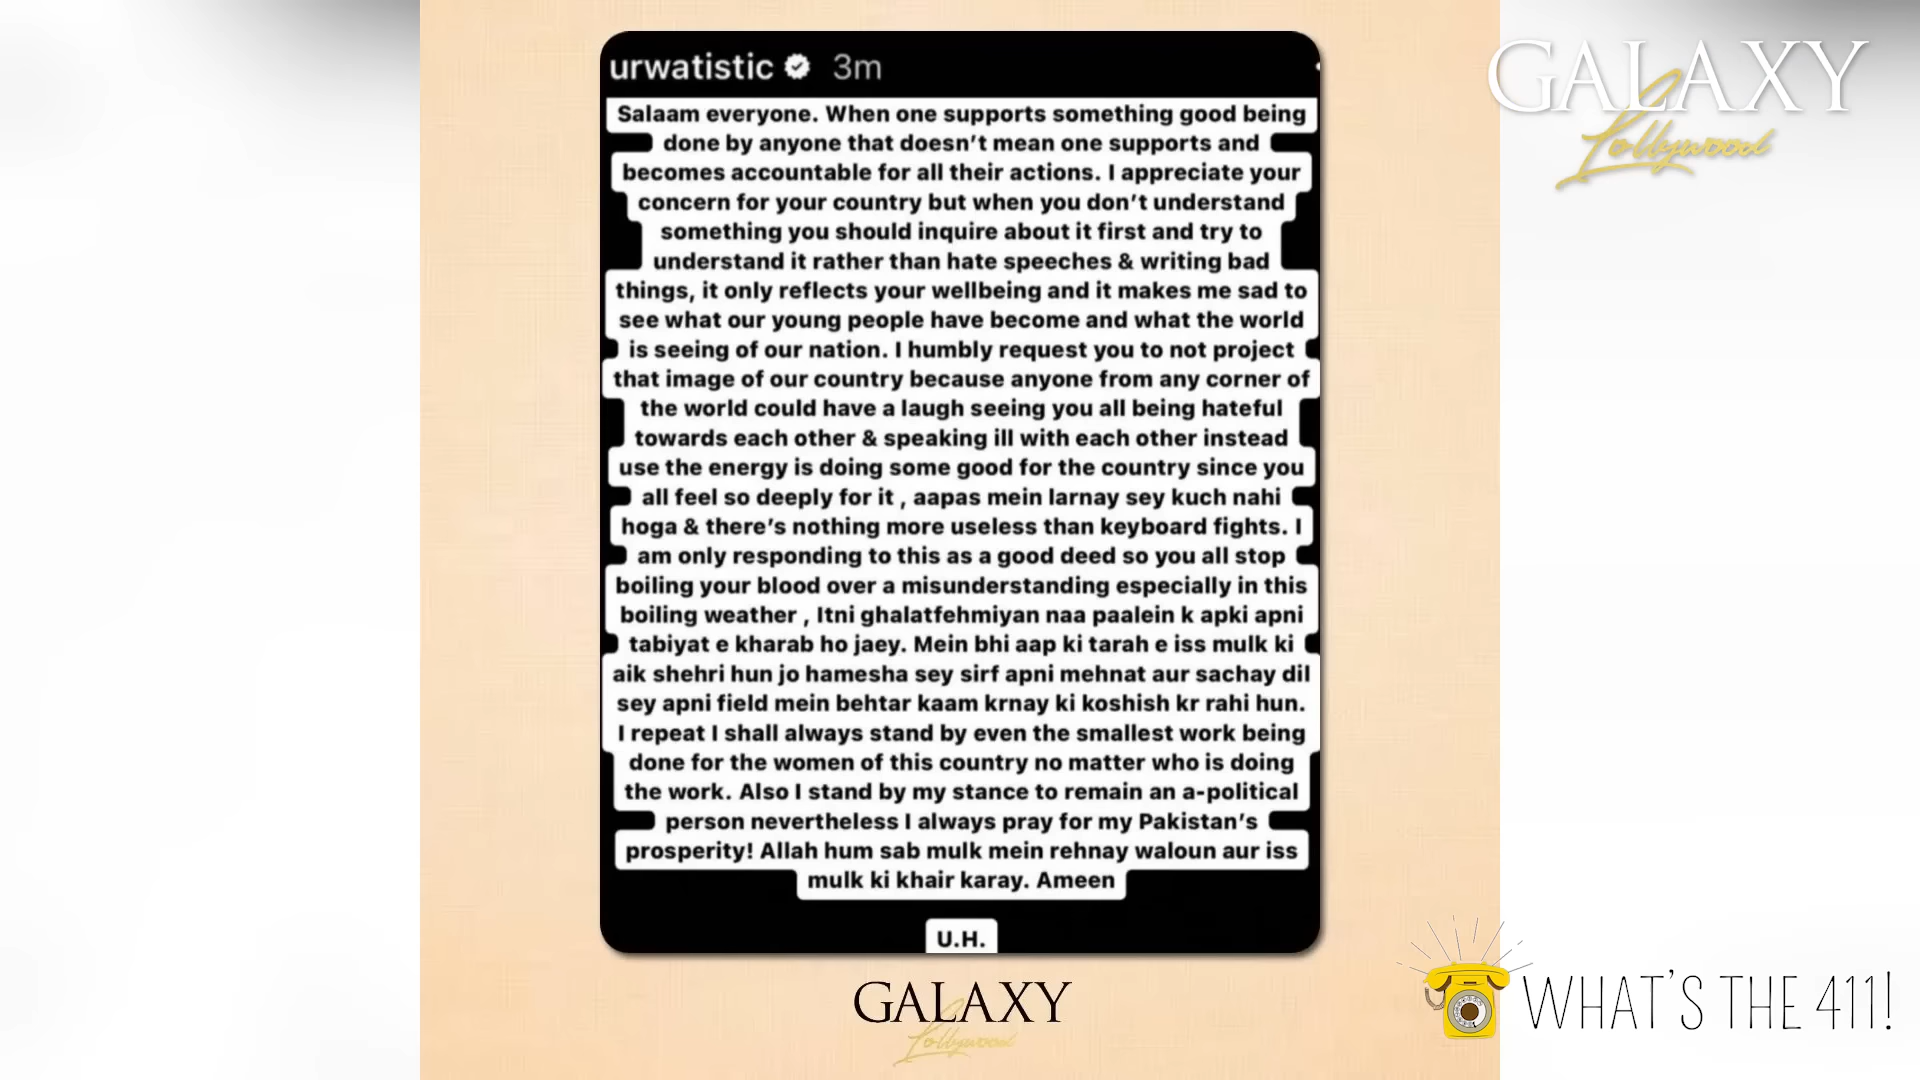 urwatistic 3m
Salaam everyone. When one supports something good being
done by anyone that doesn't mean one supports and
becomes accountable for all their actions. I appreciate your
concern for your country but when you don't understand
something you should inquire about it first and try to
understand it rather than hate speeches & writing bad
things, it only reflects your wellbeing and it makes me sad to
see what our young people have become and what the world
is seeing of our nation. I humbly request you to not project
that image of our country because anyone from any corner of
the world could have a laugh seeing you all being hateful
towards each other & speaking ill with each other instead
use the energy is doing some good for the country since you
all feel so deeply for it , aapas mein larnay sey kuch nahi
hoga & there's nothing more useless than keyboard fights. I
am only responding to this as a good deed so you all stop
boiling your blood over a misunderstanding especially in this
boiling weather , Itni ghalatfehmiyan naa paalein k apki apni
tabiyat e kharab ho jaey. Mein bhi aap ki tarah e iss mulk ki
aik shehri hun jo hamesha sey sirf apni mehnat aur sachay dil
sey apni field mein behtar kaam krnay ki koshish kr rahi hun.
I repeat I shall always stand by even the smallest work being
done for the women of this country no matter who is doing
the work. Also I stand by my stance to remain an a-political
person nevertheless I always pray for my Pakistan's
prosperity! Allah hum sab mulk mein rehnay waloun aur iss
mulk ki khair karay. Ameen
U.H.
GALAXY
Lollywood
GALAXY
Lollywood
WHAT'S THE 411!